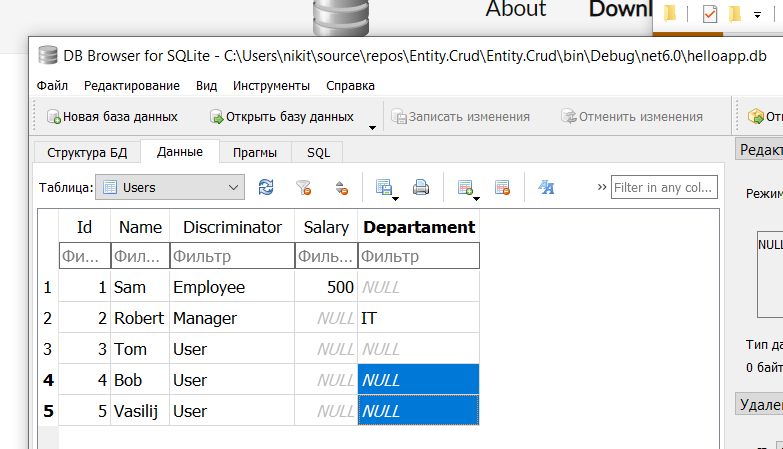 About Downl
DB Browser for SQLite - C:\Users\nikit\source\repos\Entity.Crud\Entity.Crud\bin\Debug\net6.0\helloapp.db
Файл Редактирование Вид Инструменты Справка
Новая база данных Открыть базу данных Записать изменения Отменить изменения От
Структура БД Данные Прагмы SQL Редакт
Таблица: Users >> Filter in any col... Режим
Id Name Discriminator Salary Departament
Фи... Фил... Фильтр Филь... Фильтр NULL
1 1 Sam Employee 500 NULL
2 2 Robert Manager NULL IT
3 3 Tom User NULL NULL Тип да
4 4 Bob User NULL NULL 0 байт
5 5 Vasilij User NULL NULL Удален